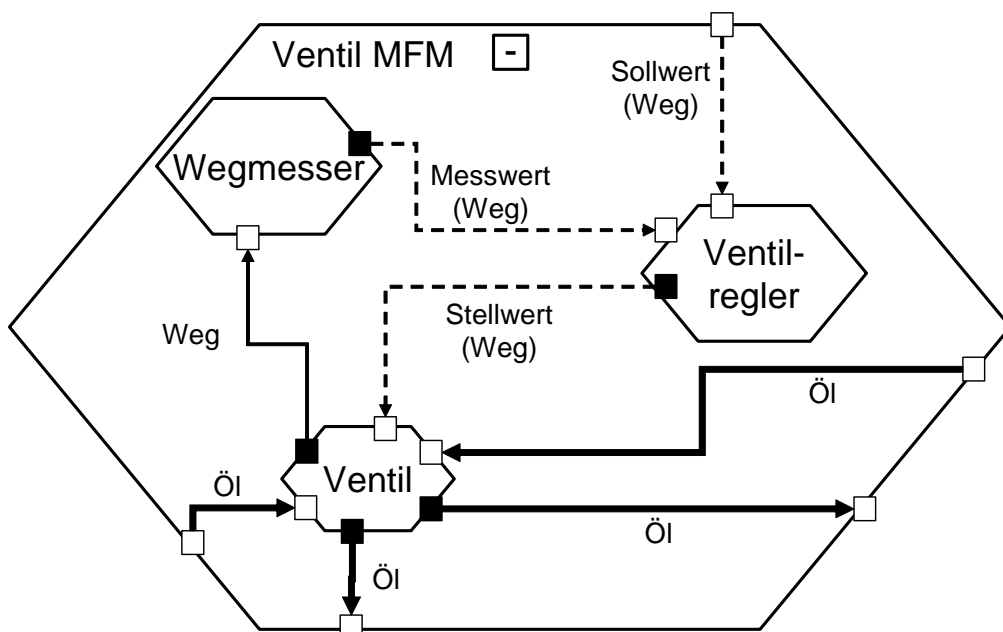 Ventil MFM -
Sollwert
(Weg)
Wegmesser
Messwert
(Weg)
Ventil-
regler
Weg
Stellwert
(Weg)
Öl
Ventil
Öl
Öl
Öl